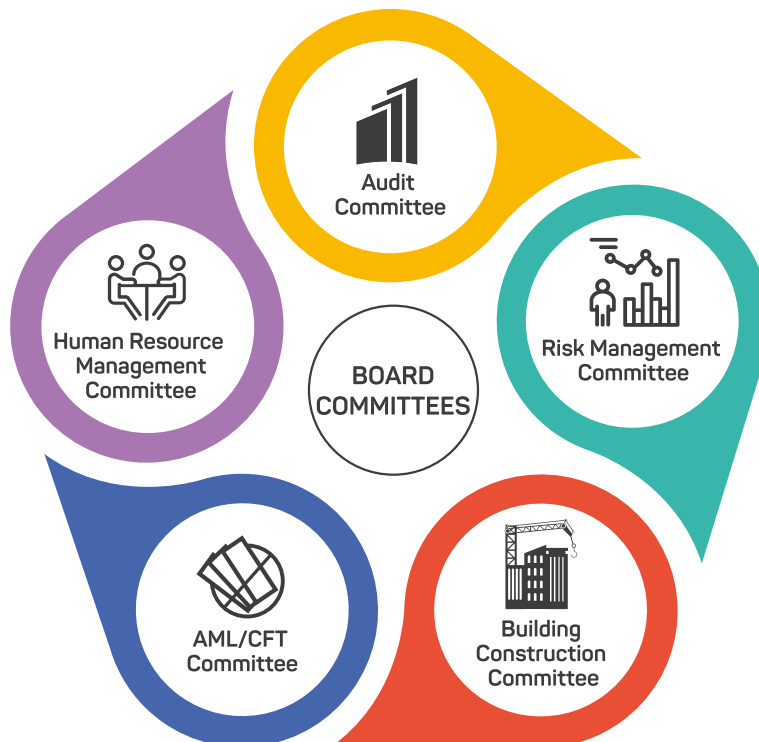 Audit
Committee
Risk Management
Committee
Building
Construction
Committee
AML/CFT
Committee
Human Resource
Management
Committee
BOARD
COMMITTEES